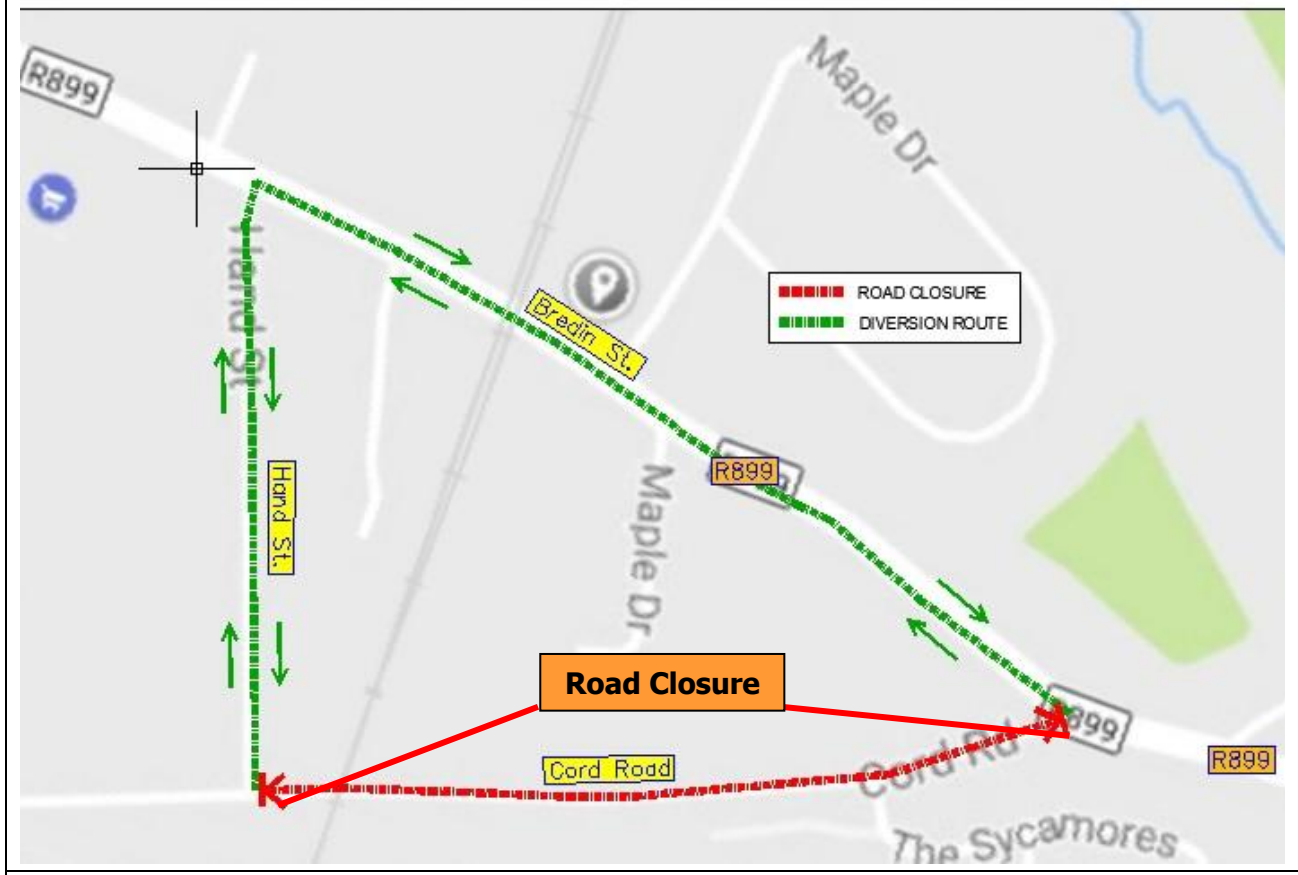 R899
Maple Dr
Hand St
Bredin St.
ROAD CLOSURE
DIVERSION ROUTE
R899
Hand St.
Maple Dr
Road Closure
899
R899
Cord Road
Cord Rd
The Sycamores